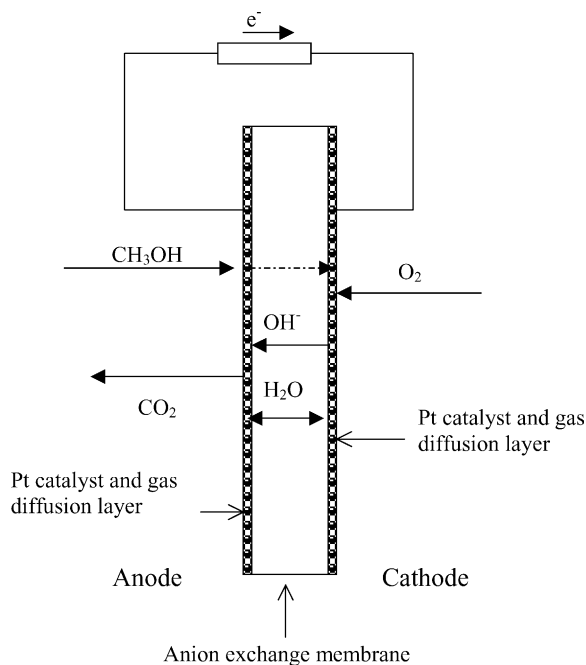 e⁻
CH₃OH
O₂
OH⁻
H₂O
CO₂
Pt catalyst and gas
diffusion layer
Pt catalyst and gas
diffusion layer
Anode
Cathode
Anion exchange membrane